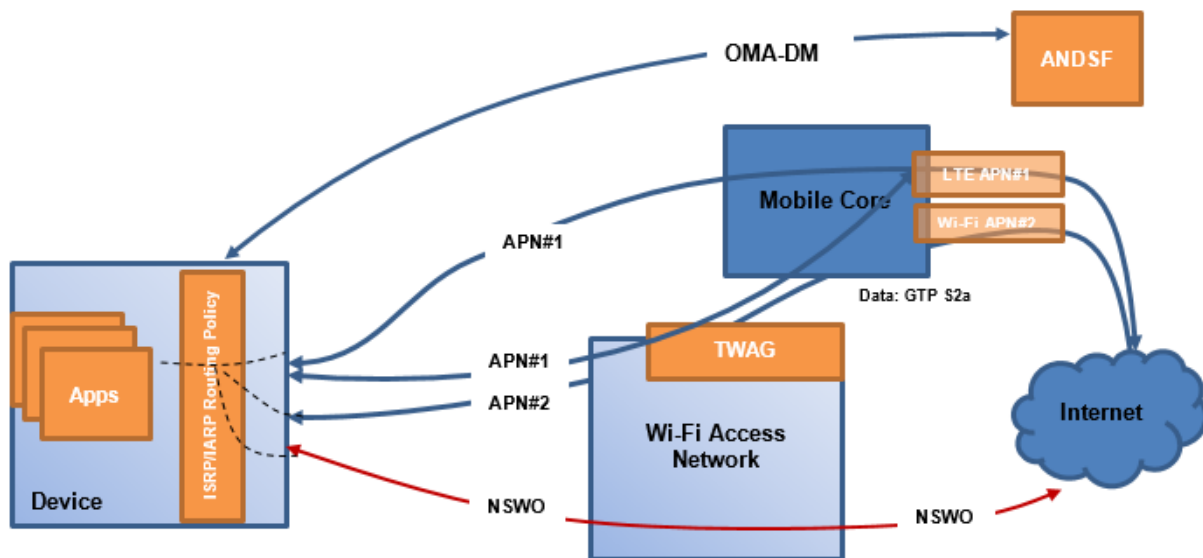 OMA-DM
ANDSF
LTE APN#1
Mobile Core
Wi-Fi APN#2
APN#1
Data: GTP S2a
TWAG
APN#1
APN#2
ISRP/IARP Routing Policy
Apps
Internet
Wi-Fi Access
Network
Device
NSWO
NSWO